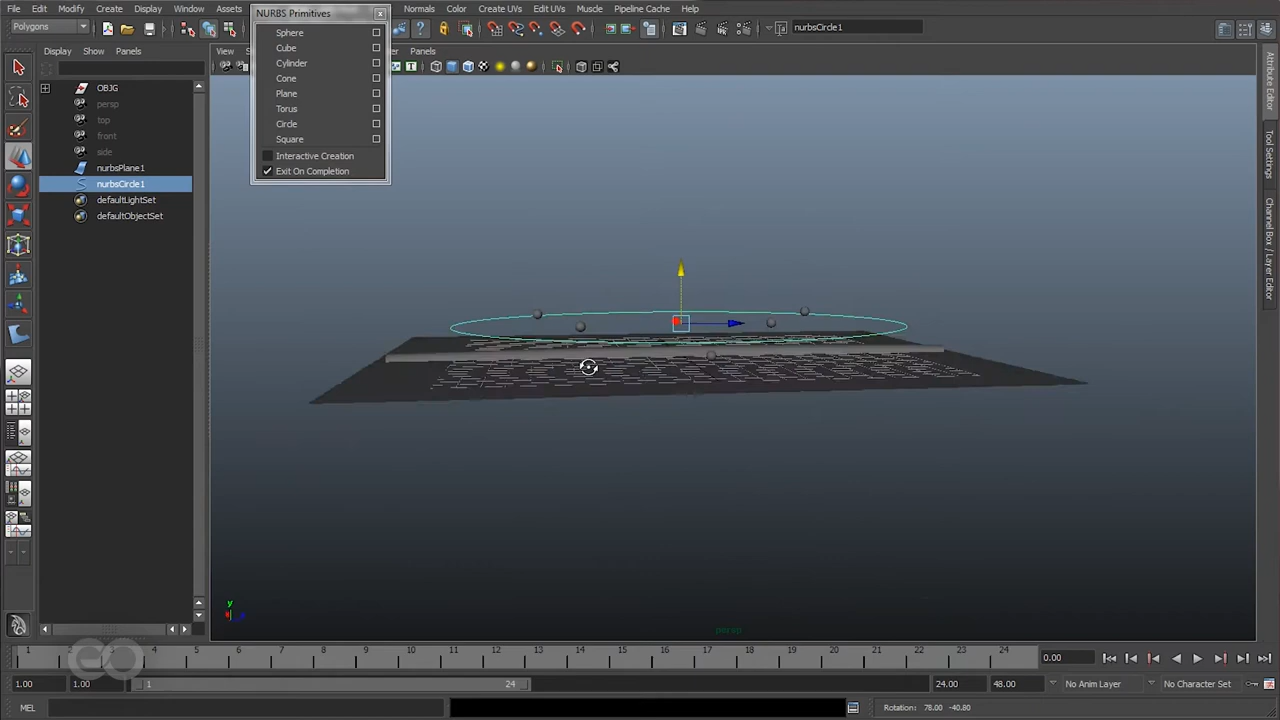 File Edit Modify Create Display Window Assets Normals Color Create UVs Edit UVs Muscle Pipeline Cache Help
NURBS Primitives
Polygons
nurbsCircle1
Sphere
Cube
Cylinder
Cone
Plane
Torus
Circle
Square
Interactive Creation
Exit On Completion
Display Show Panels
View Panels
OBJG
persp
top
front
side
nurbsPlane1
nurbsCircle1
defaultLightSet
defaultObjectSet
Attribute Editor
Tool Settings
Channel Box / Layer Editor
y
persp
1 2 3 4 5 6 7 8 9 10 11 12 13 14 15 16 17 18 19 20 21 22 23 24
0.00
1.00 1.00 1 24 24.00 48.00 No Anim Layer No Character Set
MEL
Rotation: 78.00 -40.80